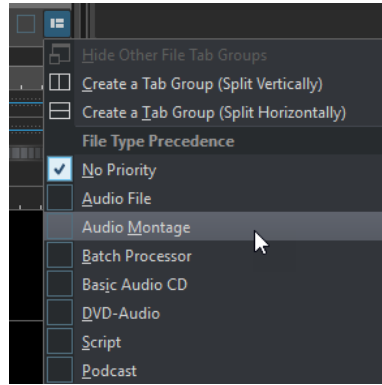 Hide Other File Tab Groups
Create a Tab Group (Split Vertically)
Create a Tab Group (Split Horizontally)
File Type Precedence
No Priority
Audio File
Audio Montage
Batch Processor
Basic Audio CD
DVD-Audio
Script
Podcast